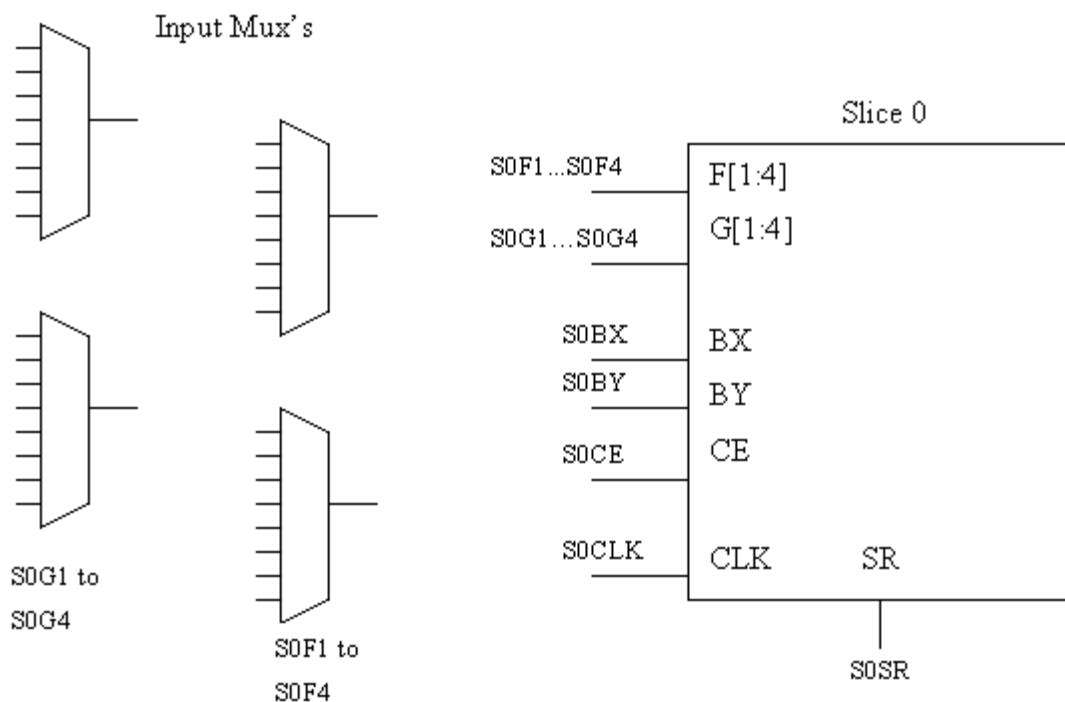 Input Mux's
Slice 0
S0F1...S0F4
F[1:4]
S0G1...S0G4
G[1:4]
S0BX
BX
S0BY
BY
S0CE
CE
S0CLK
CLK
SR
S0SR
S0G1 to
S0G4
S0F1 to
S0F4